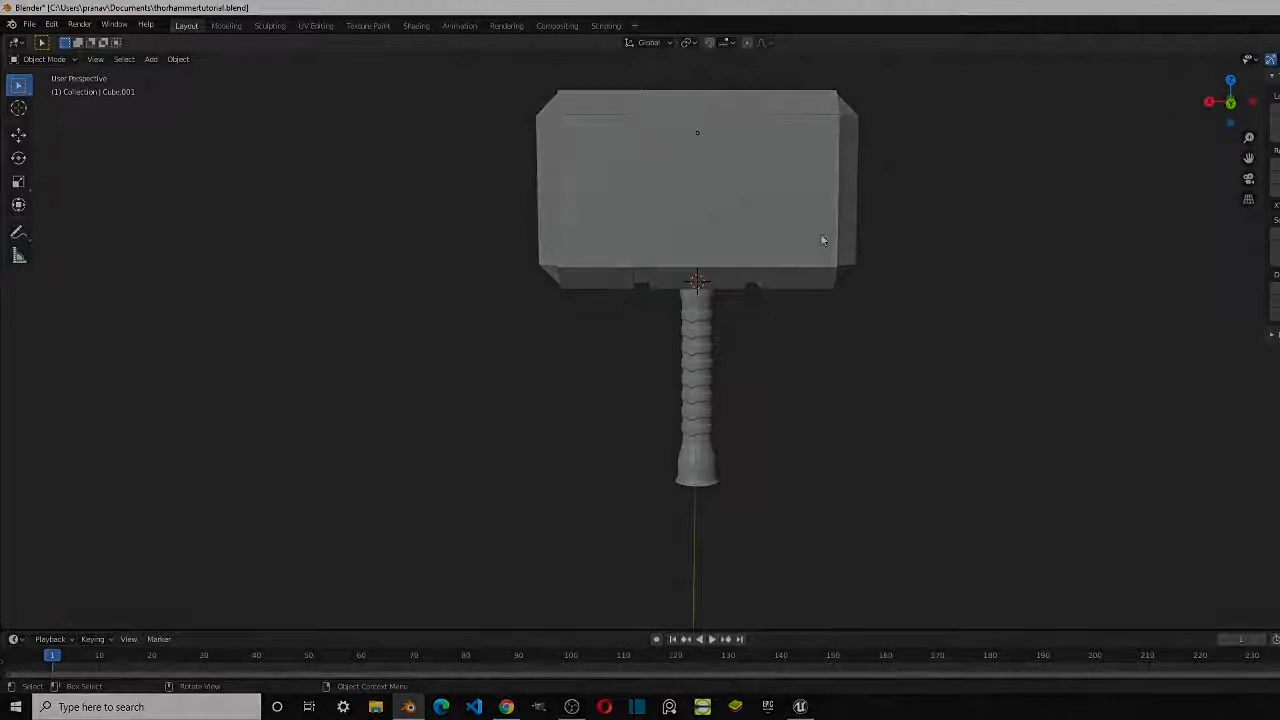 Blender* [C:\Users\pranav\Documents\thorhammertutorial.blend]
File Edit Render Window Help Layout Modeling Sculpting UV Editing Texture Paint Shading Animation Rendering Compositing Scripting +
Global
Object Mode View Select Add Object
User Perspective
(1) Collection | Cube.001
Z
X
Y
Playback Keying View Marker
1
1 10 20 30 40 50 60 70 80 90 100 110 120 130 140 150 160 170 180 190 200 210 220 230
Select Box Select Rotate View Object Context Menu
Type here to search
EPIC